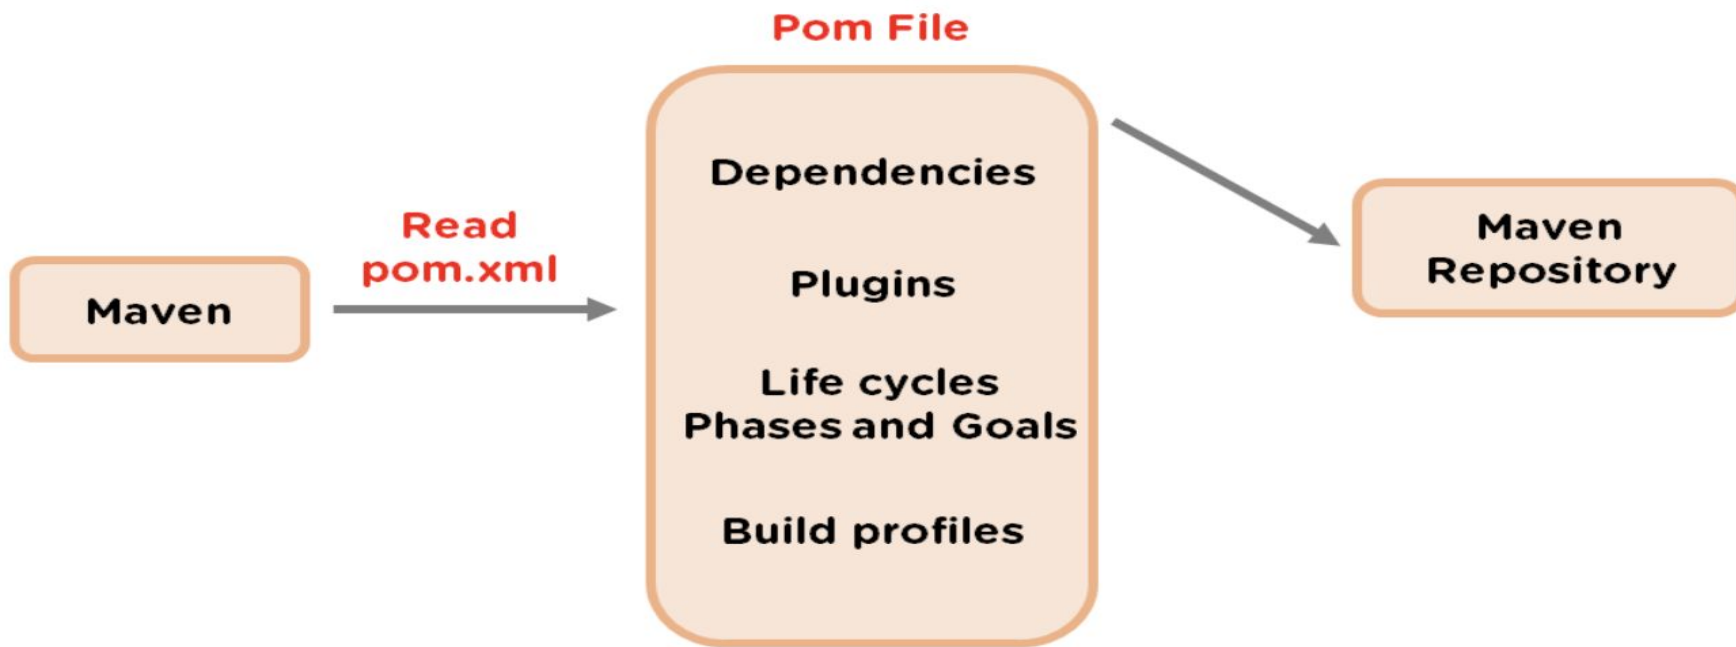 Pom File
Dependencies
Read
pom.xml
Maven
Plugins
Life cycles
Phases and Goals
Build profiles
Maven
Repository